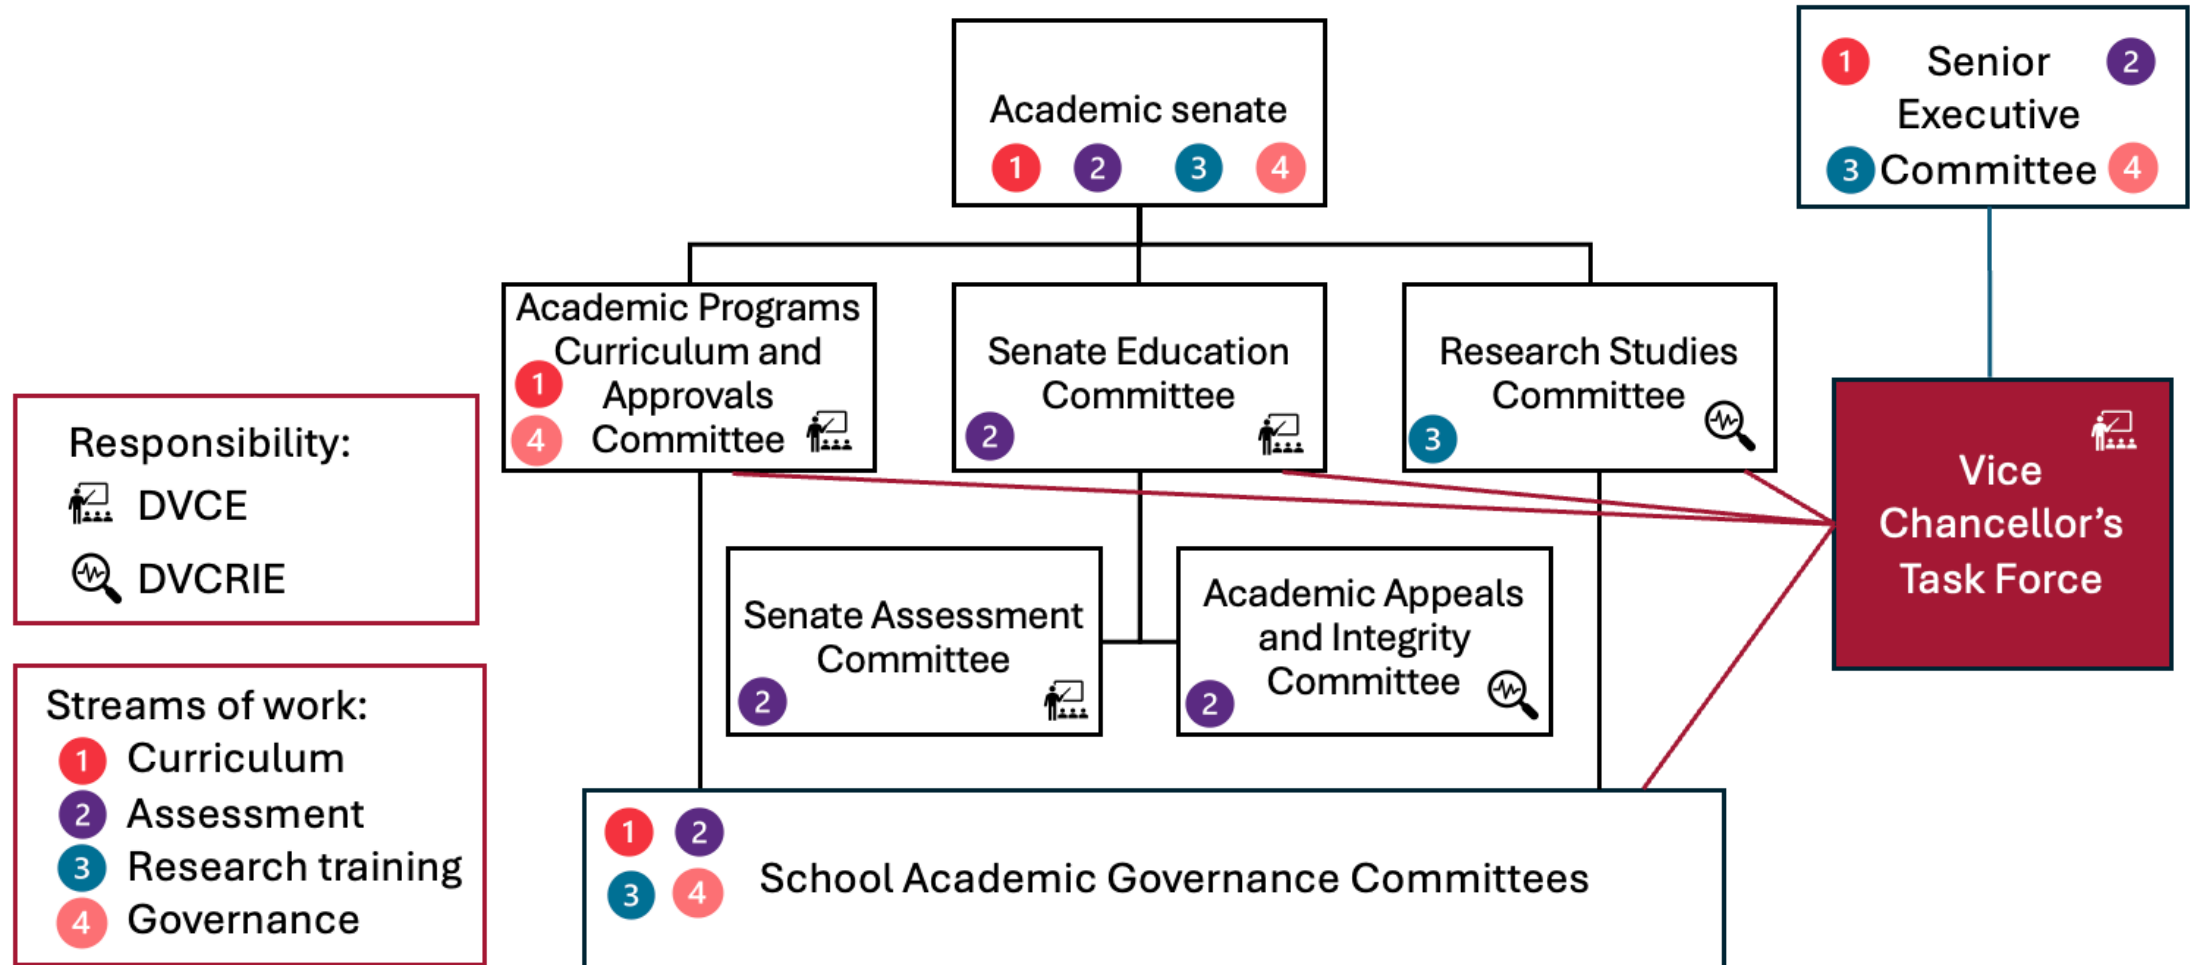 Academic senate
1 2 3 4
1 Senior 2
Executive
3 Committee 4
Academic Programs
Curriculum and
1
Approvals
4 Committee
Senate Education
Committee
2
Research Studies
Committee
3
Vice
Chancellor's
Task Force
Responsibility:
DVCE
DVCRIE
Senate Assessment
Committee
2
Academic Appeals
and Integrity
Committee
2
Streams of work:
1 Curriculum
2 Assessment
3 Research training
4 Governance
1 2
School Academic Governance Committees
3 4